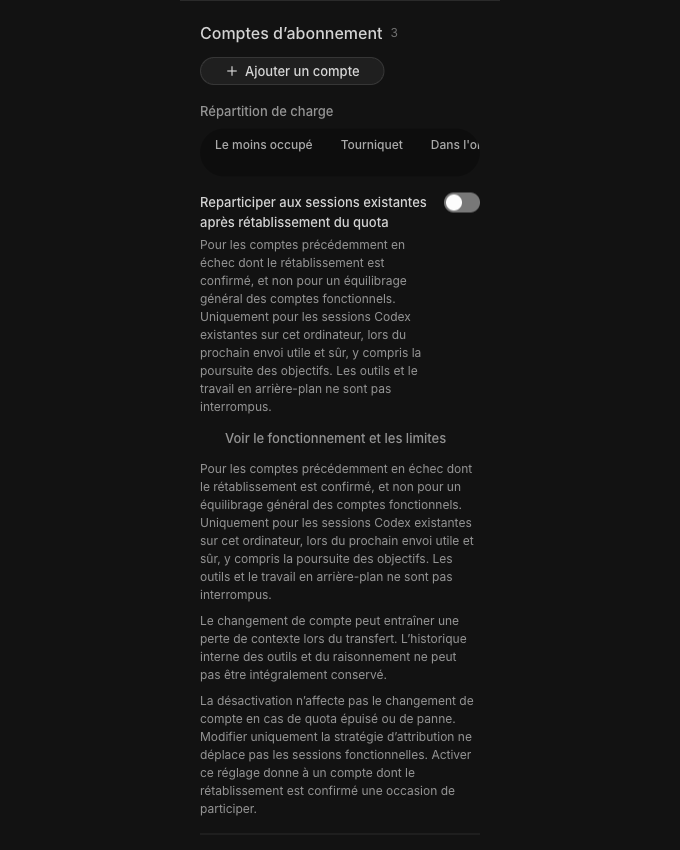 Comptes d’abonnement 3
+ Ajouter un compte
Répartition de charge
Le moins occupé Tourniquet Dans l'or
Reparticiper aux sessions existantes
après rétablissement du quota
Pour les comptes précédemment en
échec dont le rétablissement est
confirmé, et non pour un équilibrage
général des comptes fonctionnels.
Uniquement pour les sessions Codex
existantes sur cet ordinateur, lors du
prochain envoi utile et sûr, y compris la
poursuite des objectifs. Les outils et le
travail en arrière-plan ne sont pas
interrompus.
Voir le fonctionnement et les limites
Pour les comptes précédemment en échec dont
le rétablissement est confirmé, et non pour un
équilibrage général des comptes fonctionnels.
Uniquement pour les sessions Codex existantes
sur cet ordinateur, lors du prochain envoi utile et
sûr, y compris la poursuite des objectifs. Les
outils et le travail en arrière-plan ne sont pas
interrompus.
Le changement de compte peut entraîner une
perte de contexte lors du transfert. L’historique
interne des outils et du raisonnement ne peut
pas être intégralement conservé.
La désactivation n’affecte pas le changement de
compte en cas de quota épuisé ou de panne.
Modifier uniquement la stratégie d’attribution ne
déplace pas les sessions fonctionnelles. Activer
ce réglage donne à un compte dont le
rétablissement est confirmé une occasion de
participer.